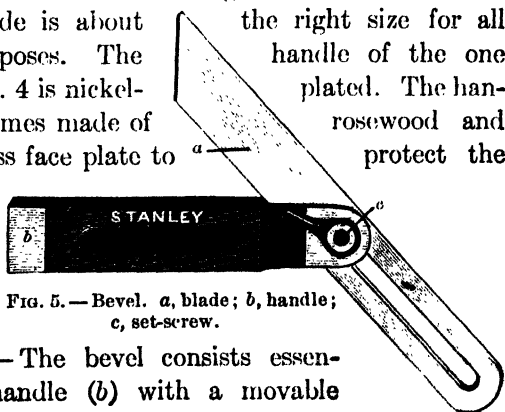 de is about the right size for all
poses. The handle of the one
. 4 is nickel- plated. The han-
mes made of rosewood and
ss face plate to protect the
a
c
STANLEY
b
FIG. 5.—Bevel. a, blade; b, handle;
c, set-screw.
—The bevel consists essen-
handle (b) with a movable